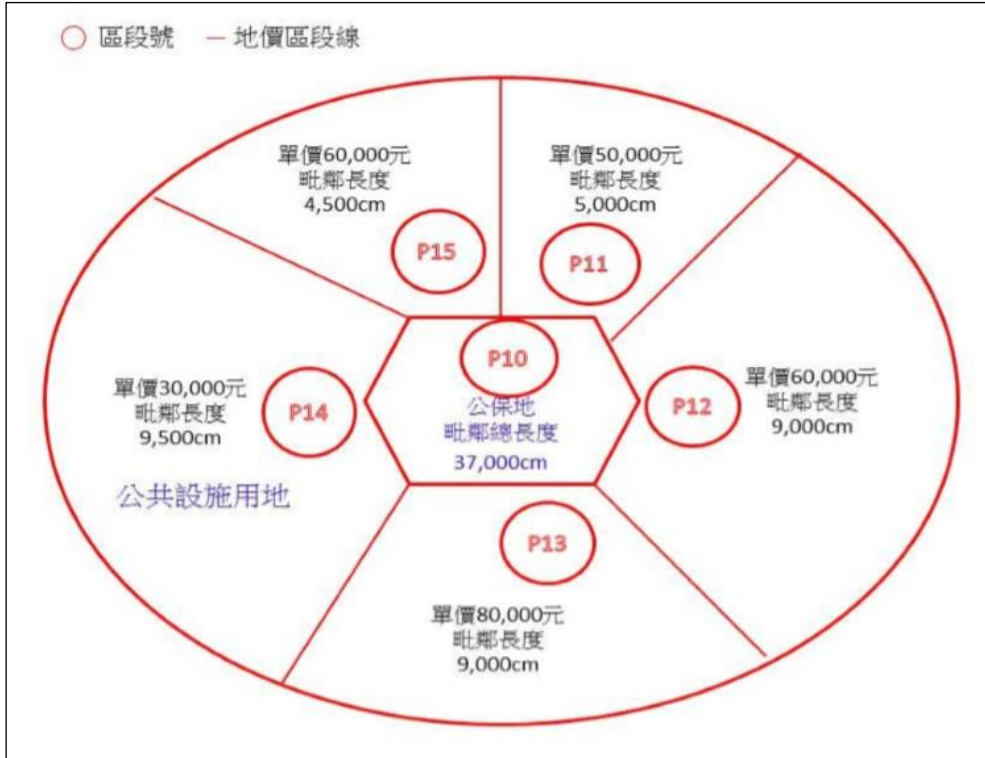 區段號 地價區段線
單價60,000元
毗鄰長度
4,500cm
P15
單價50,000元
毗鄰長度
5,000cm
P11
P10
公保地
毗鄰總長度
37,000cm
單價30,000元
毗鄰長度
9,500cm
P14
公共設施用地
P12
單價60,000元
毗鄰長度
9,000cm
P13
單價80,000元
毗鄰長度
9,000cm